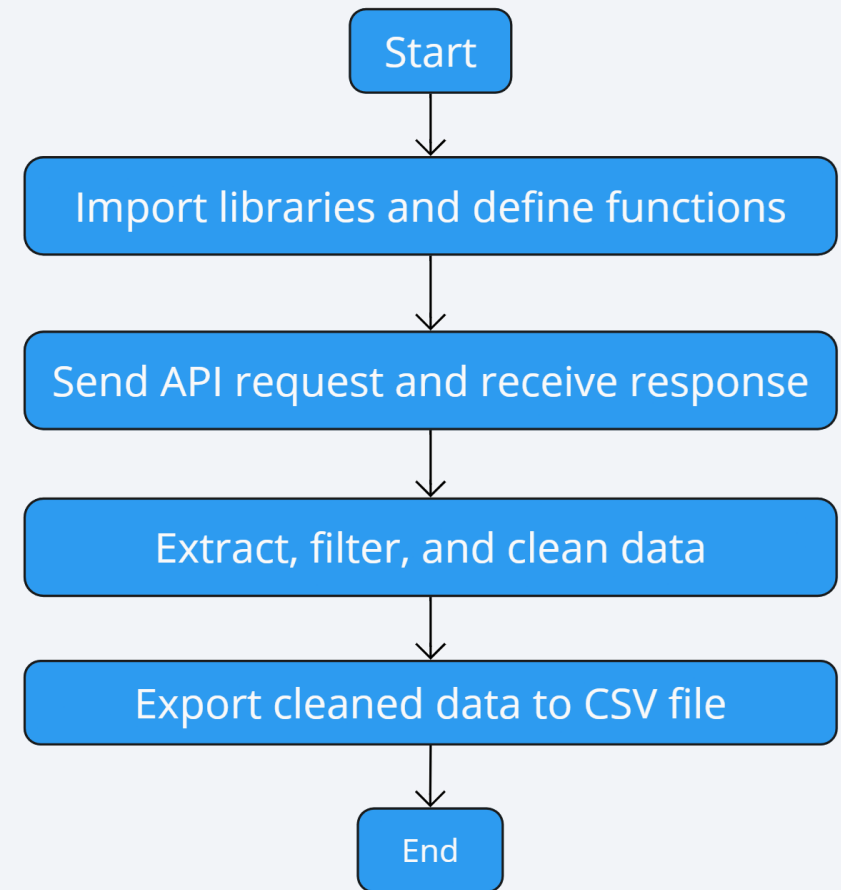 Start
Import libraries and define functions
Send API request and receive response
Extract, filter, and clean data
Export cleaned data to CSV file
End